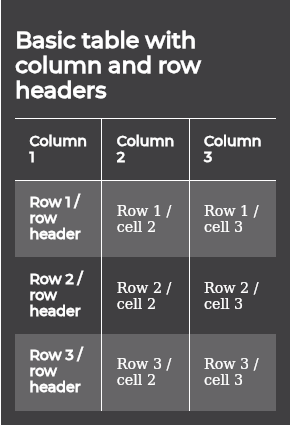 Basic table with
column and row
headers
Column Column Column
1 2 3
Row 1 /
row
header
Row 1 /
cell 2
Row 1 /
cell 3
Row 2 /
row
header
Row 2 /
cell 2
Row 2 /
cell 3
Row 3 /
row
header
Row 3 /
cell 2
Row 3 /
cell 3